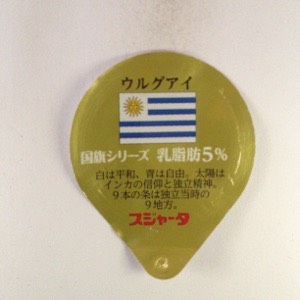 ウルグアイ
国旗シリーズ 乳脂肪5%
白は平和、青は自由。太陽は
インカの信仰と独立精神。
9本の条は独立当時の
9地方。
スジャータ